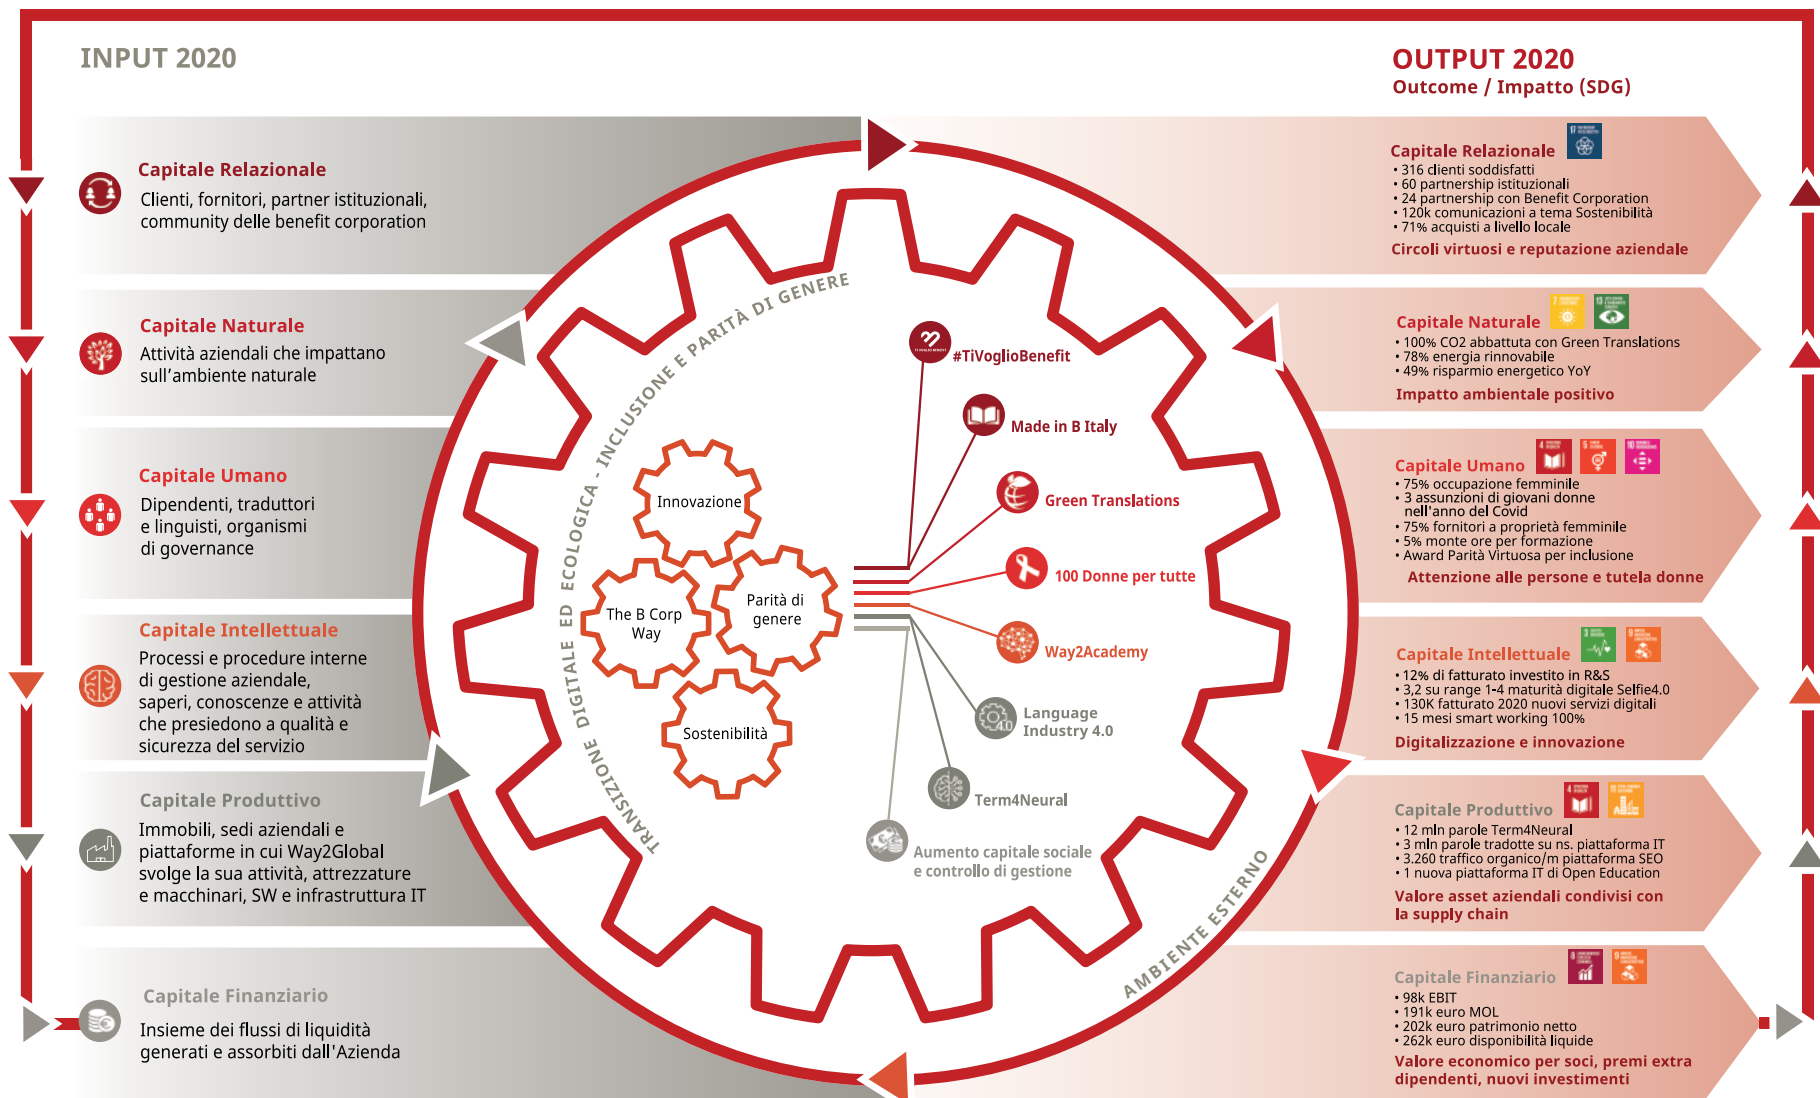 INPUT 2020
Capitale Relazionale
Clienti, fornitori, partner istituzionali,
community delle benefit corporation
Capitale Naturale
Attività aziendali che impattano
sull'ambiente naturale
Capitale Umano
Dipendenti, traduttori
e linguisti, organismi
di governance
Capitale Intellettuale
Processi e procedure interne
di gestione aziendale,
saperi, conoscenze e attività
che presiedono a qualità e
sicurezza del servizio
Capitale Produttivo
Immobili, sedi aziendali e
piattaforme in cui Way2Global
svolge la sua attività, attrezzature
e macchinari, SW e infrastruttura IT
Capitale Finanziario
Insieme dei flussi di liquidità
generati e assorbiti dall'Azienda
TRANSIZIONE DIGITALE ED ECOLOGICA - INCLUSIONE E PARITÀ DI GENERE
Innovazione
The B Corp
Way
Parità di
genere
Sostenibilità
#TiVoglioBenefit
Made in B Italy
Green Translations
100 Donne per tutte
Way2Academy
4.0
Language
Industry 4.0
Term4Neural
Aumento capitale sociale
e controllo di gestione
AMBIENTE ESTERNO
OUTPUT 2020
Outcome / Impatto (SDG)
Capitale Relazionale
17
• 316 clienti soddisfatti
• 60 partnership istituzionali
• 24 partnership con Benefit Corporation
• 120k comunicazioni a tema Sostenibilità
• 71% acquisti a livello locale
Circoli virtuosi e reputazione aziendale
Capitale Naturale
7 13
• 100% CO2 abbattuta con Green Translations
• 78% energia rinnovabile
• 49% risparmio energetico YoY
Impatto ambientale positivo
Capitale Umano
4 5 10
• 75% occupazione femminile
• 3 assunzioni di giovani donne
nell'anno del Covid
• 75% fornitori a proprietà femminile
• 5% monte ore per formazione
• Award Parità Virtuosa per inclusione
Attenzione alle persone e tutela donne
Capitale Intellettuale
3 9
• 12% di fatturato investito in R&S
• 3,2 su range 1-4 maturità digitale Selfie4.0
• 130K fatturato 2020 nuovi servizi digitali
• 15 mesi smart working 100%
Digitalizzazione e innovazione
Capitale Produttivo
4 11
• 12 mln parole Term4Neural
• 3 mln parole tradotte su ns. piattaforma IT
• 3.260 traffico organico/m piattaforma SEO
• 1 nuova piattaforma IT di Open Education
Valore asset aziendali condivisi con
la supply chain
Capitale Finanziario
8 9
• 98k EBIT
• 191k euro MOL
• 202k euro patrimonio netto
• 262k euro disponibilità liquide
Valore economico per soci, premi extra
dipendenti, nuovi investimenti